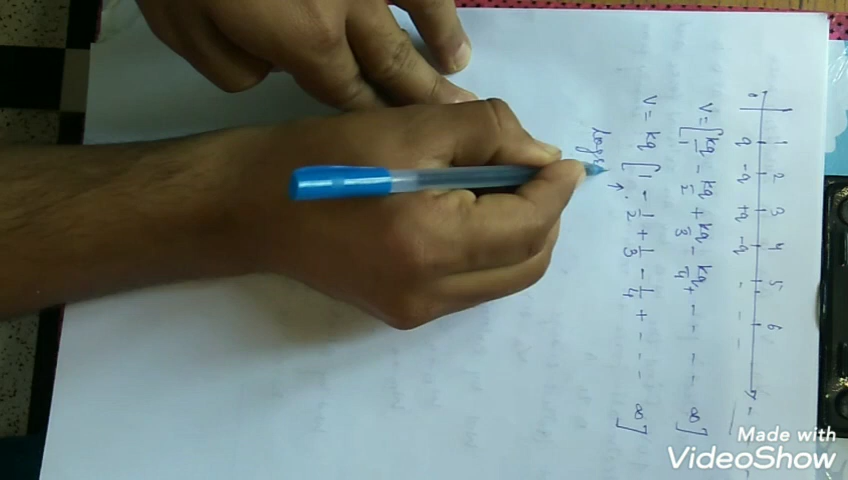 0 1 2 3 4 5 6
q -q +q -q - - -
V = [kq/1 - kq/2 + kq/3 - kq/4 + - - - - ∞]
V = kq [1 - 1/2 + 1/3 - 1/4 + - - - ∞]
Made with
VideoShow